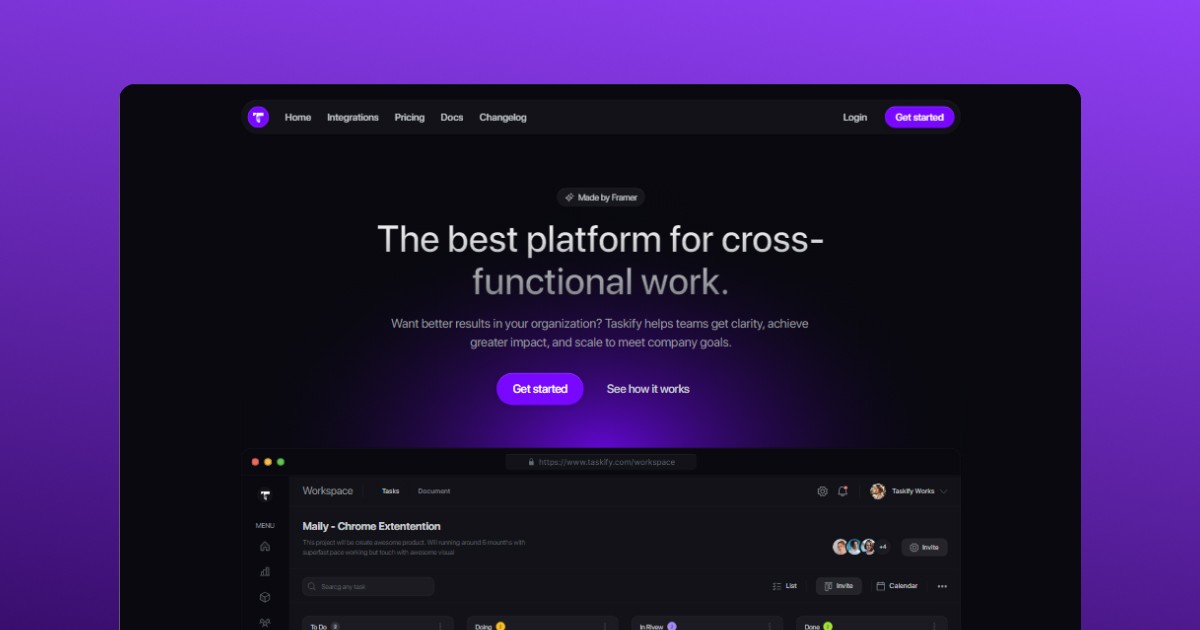 Home Integrations Pricing Docs Changelog Login Get started
Made by Framer
The best platform for cross-
functional work.
Want better results in your organization? Taskify helps teams get clarity, achieve
greater impact, and scale to meet company goals.
Get started See how it works
https://www.taskify.com/workspace
Workspace Tasks Document Taskify Works
MENU
Maily - Chrome Extentention
This project will be create awesome product. Will running around 6 mounths with
superfast pace working but touch with awesome visual
+4 Invite
Searcg any task List Invite Calendar
To Do 3 Doing In Rivew Done